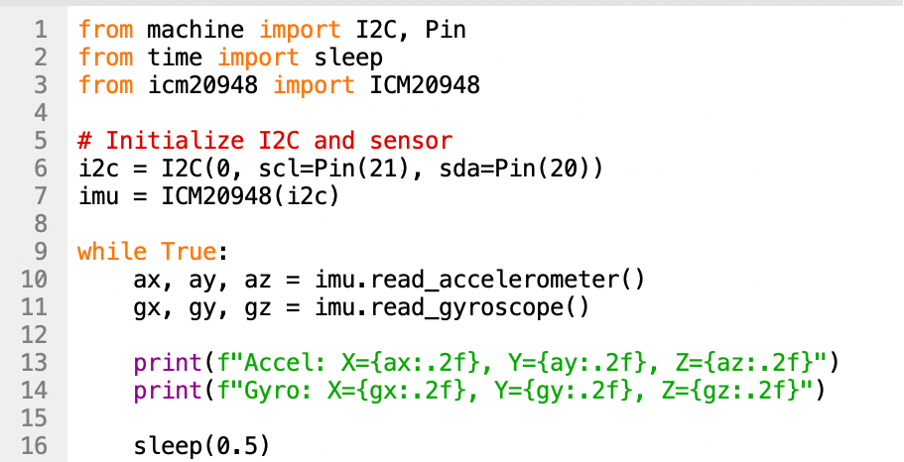 1 from machine import I2C, Pin
2 from time import sleep
3 from icm20948 import ICM20948
4
5 # Initialize I2C and sensor
6 i2c = I2C(0, scl=Pin(21), sda=Pin(20))
7 imu = ICM20948(i2c)
8
9 while True:
10     ax, ay, az = imu.read_accelerometer()
11     gx, gy, gz = imu.read_gyroscope()
12
13     print(f"Accel: X={ax:.2f}, Y={ay:.2f}, Z={az:.2f}")
14     print(f"Gyro: X={gx:.2f}, Y={gy:.2f}, Z={gz:.2f}")
15
16     sleep(0.5)